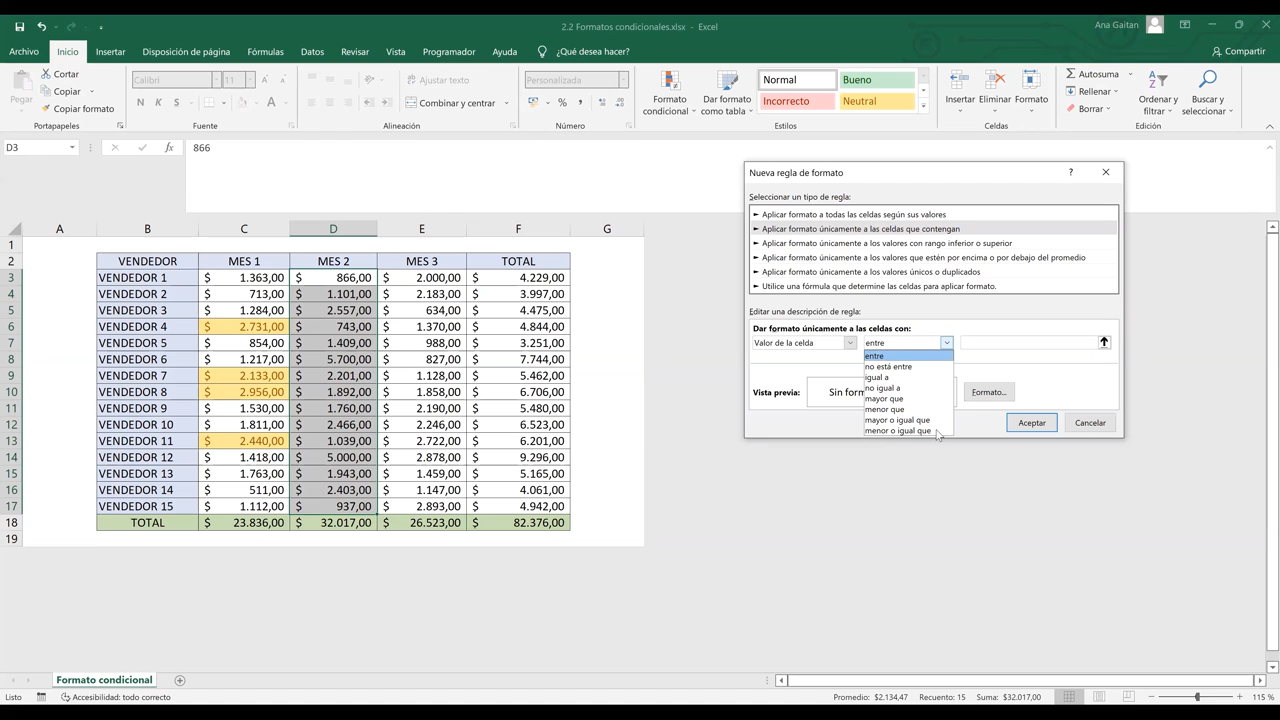 2.2 Formatos condicionales.xlsx - Excel
Ana Gaitan
Archivo Inicio Insertar Disposición de página Fórmulas Datos Revisar Vista Programador Ayuda ¿Qué desea hacer? Compartir
Pegar
Cortar
Copiar
Copiar formato
Portapapeles
Calibri 11
N K S
Fuente
Ajustar texto
Combinar y centrar
Alineación
Personalizada
Número
Formato condicional
Dar formato como tabla
Normal Bueno
Incorrecto Neutral
Estilos
Insertar Eliminar Formato
Celdas
Autosuma
Rellenar
Borrar
Ordenar y filtrar
Buscar y seleccionar
Edición
D3 fx 866
A B C D E F G
1
2 VENDEDOR MES 1 MES 2 MES 3 TOTAL
3 VENDEDOR 1 $ 1.363,00 $ 866,00 $ 2.000,00 $ 4.229,00
4 VENDEDOR 2 $ 713,00 $ 1.101,00 $ 2.183,00 $ 3.997,00
5 VENDEDOR 3 $ 1.284,00 $ 2.557,00 $ 634,00 $ 4.475,00
6 VENDEDOR 4 $ 2.731,00 $ 743,00 $ 1.370,00 $ 4.844,00
7 VENDEDOR 5 $ 854,00 $ 1.409,00 $ 988,00 $ 3.251,00
8 VENDEDOR 6 $ 1.217,00 $ 5.700,00 $ 827,00 $ 7.744,00
9 VENDEDOR 7 $ 2.133,00 $ 2.201,00 $ 1.128,00 $ 5.462,00
10 VENDEDOR 8 $ 2.956,00 $ 1.892,00 $ 1.858,00 $ 6.706,00
11 VENDEDOR 9 $ 1.530,00 $ 1.760,00 $ 2.190,00 $ 5.480,00
12 VENDEDOR 10 $ 1.811,00 $ 2.466,00 $ 2.246,00 $ 6.523,00
13 VENDEDOR 11 $ 2.440,00 $ 1.039,00 $ 2.722,00 $ 6.201,00
14 VENDEDOR 12 $ 1.418,00 $ 5.000,00 $ 2.878,00 $ 9.296,00
15 VENDEDOR 13 $ 1.763,00 $ 1.943,00 $ 1.459,00 $ 5.165,00
16 VENDEDOR 14 $ 511,00 $ 2.403,00 $ 1.147,00 $ 4.061,00
17 VENDEDOR 15 $ 1.112,00 $ 937,00 $ 2.893,00 $ 4.942,00
18 TOTAL $ 23.836,00 $ 32.017,00 $ 26.523,00 $ 82.376,00
19
Nueva regla de formato ?
Seleccionar un tipo de regla:
► Aplicar formato a todas las celdas según sus valores
► Aplicar formato únicamente a las celdas que contengan
► Aplicar formato únicamente a los valores con rango inferior o superior
► Aplicar formato únicamente a los valores que estén por encima o por debajo del promedio
► Aplicar formato únicamente a los valores únicos o duplicados
► Utilice una fórmula que determine las celdas para aplicar formato.
Editar una descripción de regla:
Dar formato únicamente a las celdas con:
Valor de la celda entre
entre
no está entre
igual a
no igual a
mayor que
menor que
mayor o igual que
menor o igual que
Vista previa: Sin form Formato...
Aceptar Cancelar
Formato condicional
Listo Accesibilidad: todo correcto Promedio: $2.134,47 Recuento: 15 Suma: $32.017,00 115 %